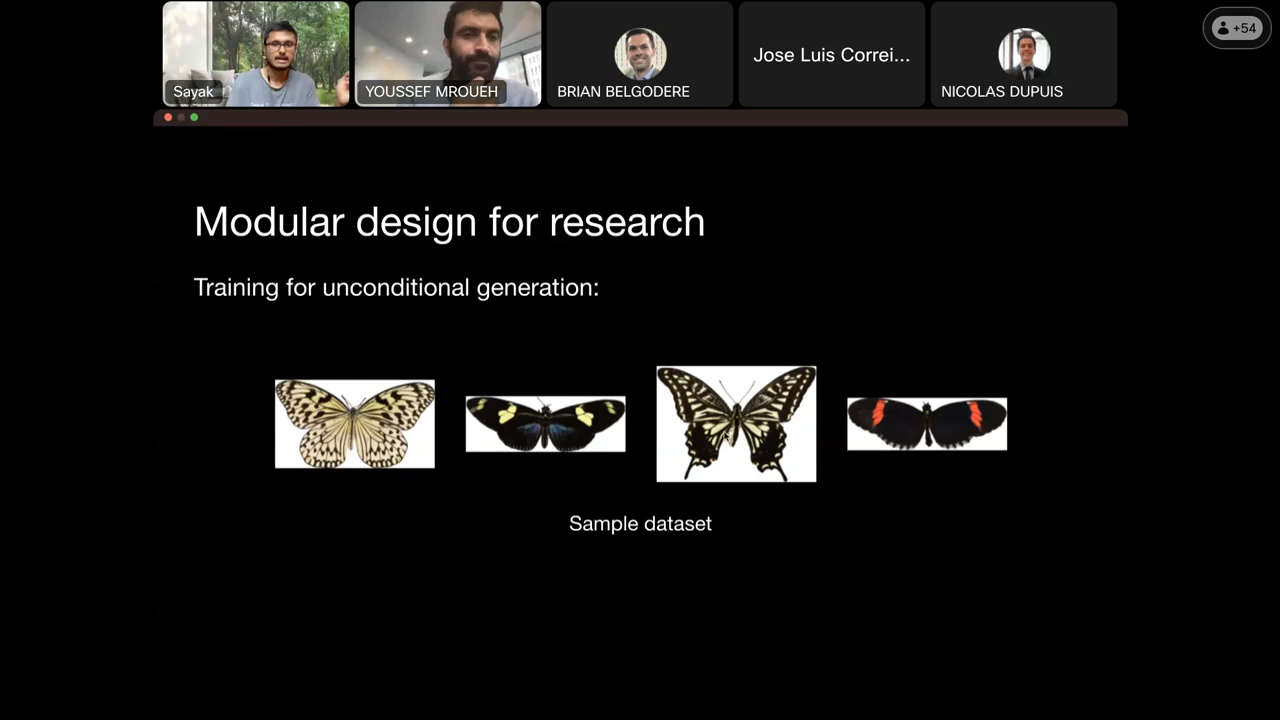 Sayak
YOUSSEF MROUEH
BRIAN BELGODERE
Jose Luis Correi...
NICOLAS DUPUIS
+54
Modular design for research
Training for unconditional generation:
Sample dataset